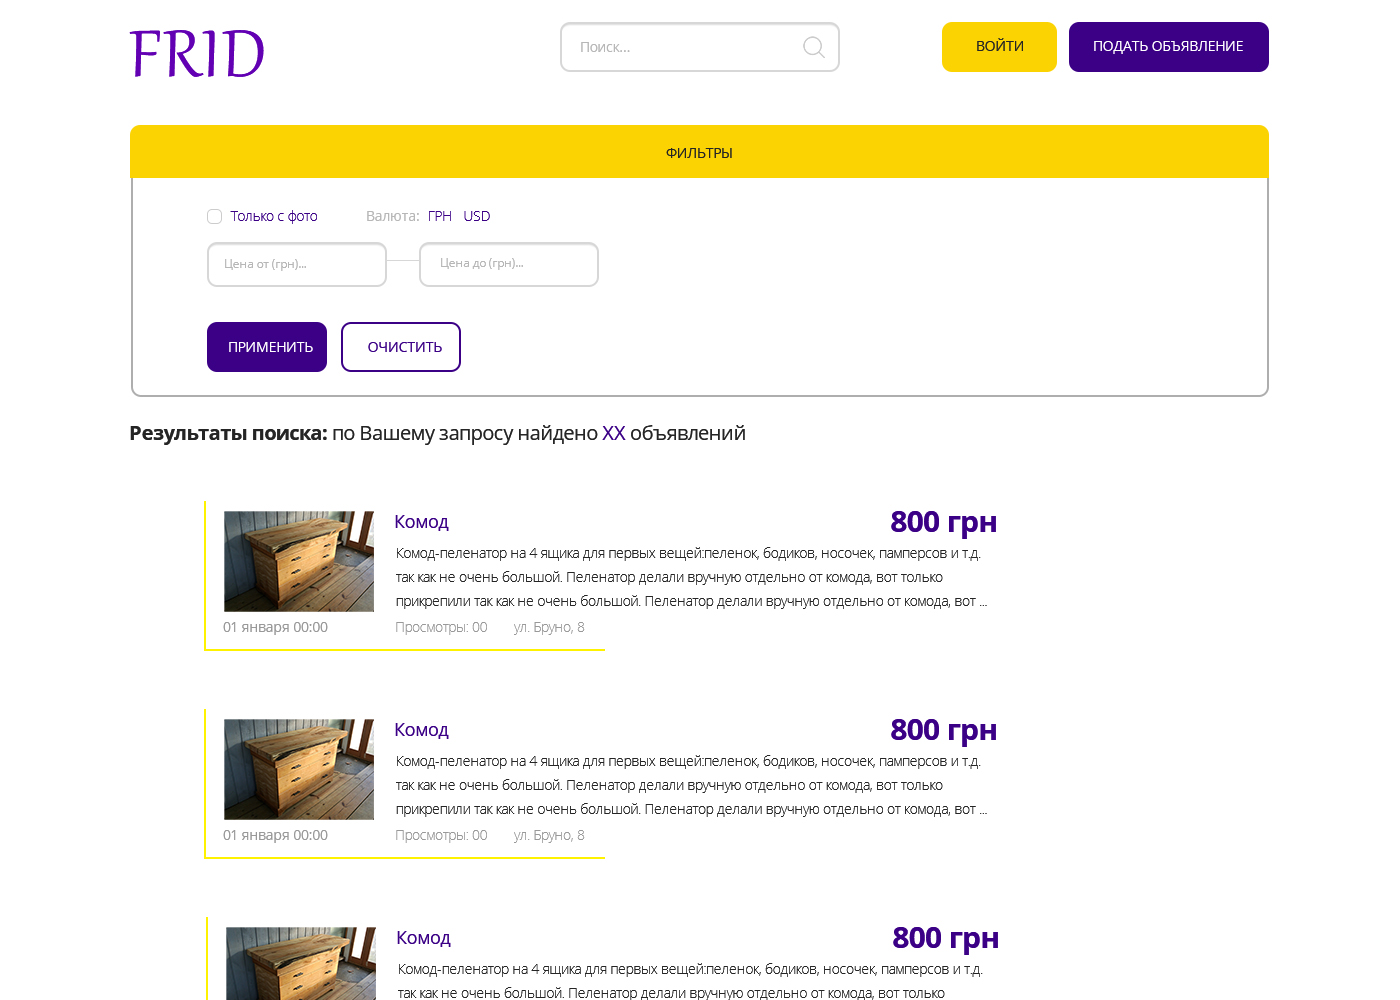 FRID
Поиск...
ВОЙТИ
ПОДАТЬ ОБЪЯВЛЕНИЕ
ФИЛЬТРЫ
Только с фото
Валюта: ГРН USD
Цена от (грн)...
Цена до (грн)...
ПРИМЕНИТЬ
ОЧИСТИТЬ
Результаты поиска: по Вашему запросу найдено XX объявлений
Комод
800 грн
Комод-пеленатор на 4 ящика для первых вещей:пеленок, бодиков, носочек, памперсов и т.д.
так как не очень большой. Пеленатор делали вручную отдельно от комода, вот только
прикрепили так как не очень большой. Пеленатор делали вручную отдельно от комода, вот ...
01 января 00:00
Просмотры: 00
ул. Бруно, 8
Комод
800 грн
Комод-пеленатор на 4 ящика для первых вещей:пеленок, бодиков, носочек, памперсов и т.д.
так как не очень большой. Пеленатор делали вручную отдельно от комода, вот только
прикрепили так как не очень большой. Пеленатор делали вручную отдельно от комода, вот ...
01 января 00:00
Просмотры: 00
ул. Бруно, 8
Комод
800 грн
Комод-пеленатор на 4 ящика для первых вещей:пеленок, бодиков, носочек, памперсов и т.д.
так как не очень большой. Пеленатор делали вручную отдельно от комода, вот только